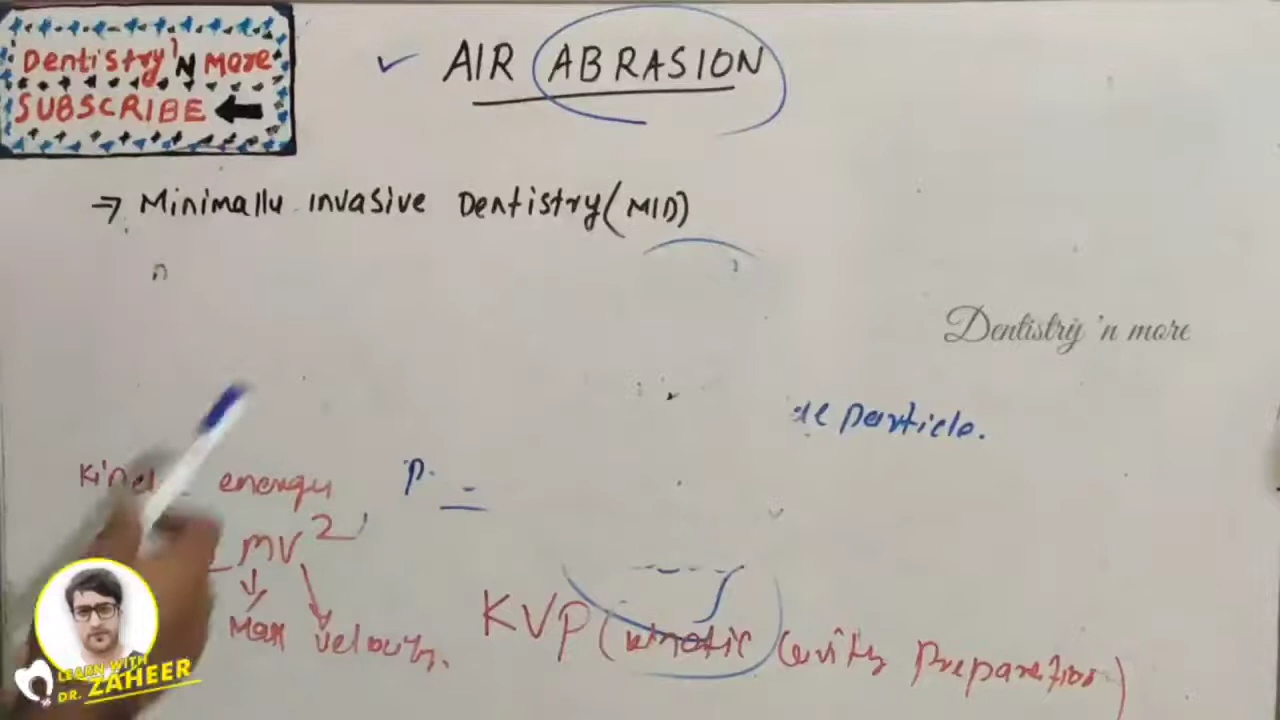 Dentistry 'N More
SUBSCRIBE
✓ AIR ABRASION
→ Minimally invasive Dentistry (MID)
n
Dentistry 'n more
particle.
energy P.
mv²
velocity.
KVP (kinetic Cavity Preparation)
LEARN WITH
DR. ZAHEER